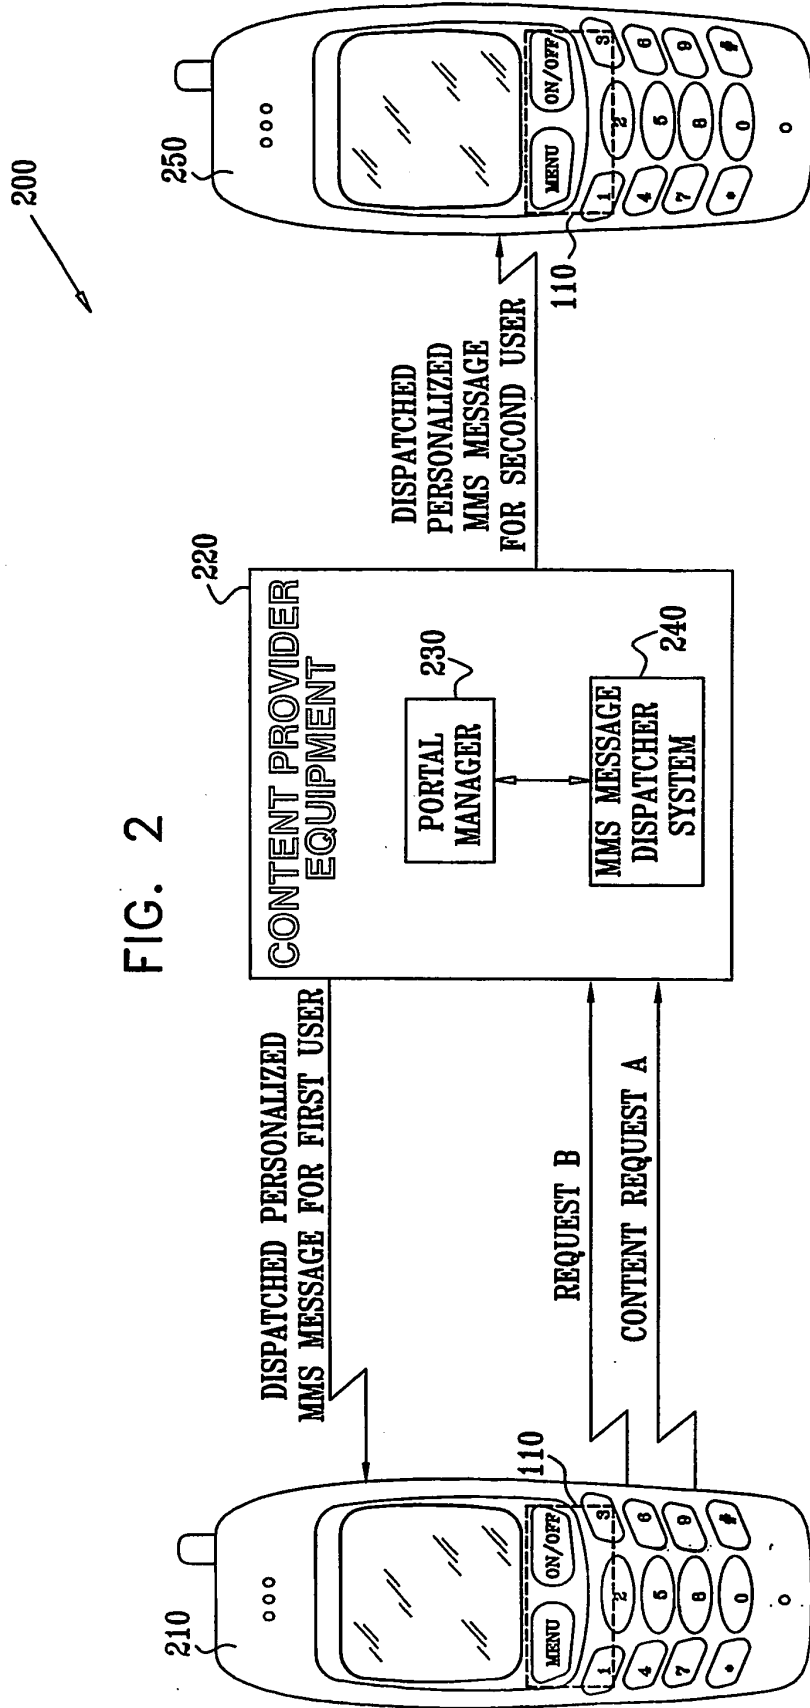 200
FIG. 2
210
DISPATCHED PERSONALIZED
MMS MESSAGE FOR FIRST USER
CONTENT PROVIDER
EQUIPMENT
220
250
DISPATCHED
PERSONALIZED
MMS MESSAGE
FOR SECOND USER
PORTAL
MANAGER
230
REQUEST B
CONTENT REQUEST A
MMS MESSAGE
DISPATCHER
SYSTEM
240
MENU ON/OFF
110
1 2 3
4 5 6
7 8 9
* 0 #
MENU ON/OFF
110
1 2 3
4 5 6
7 8 9
* 0 #